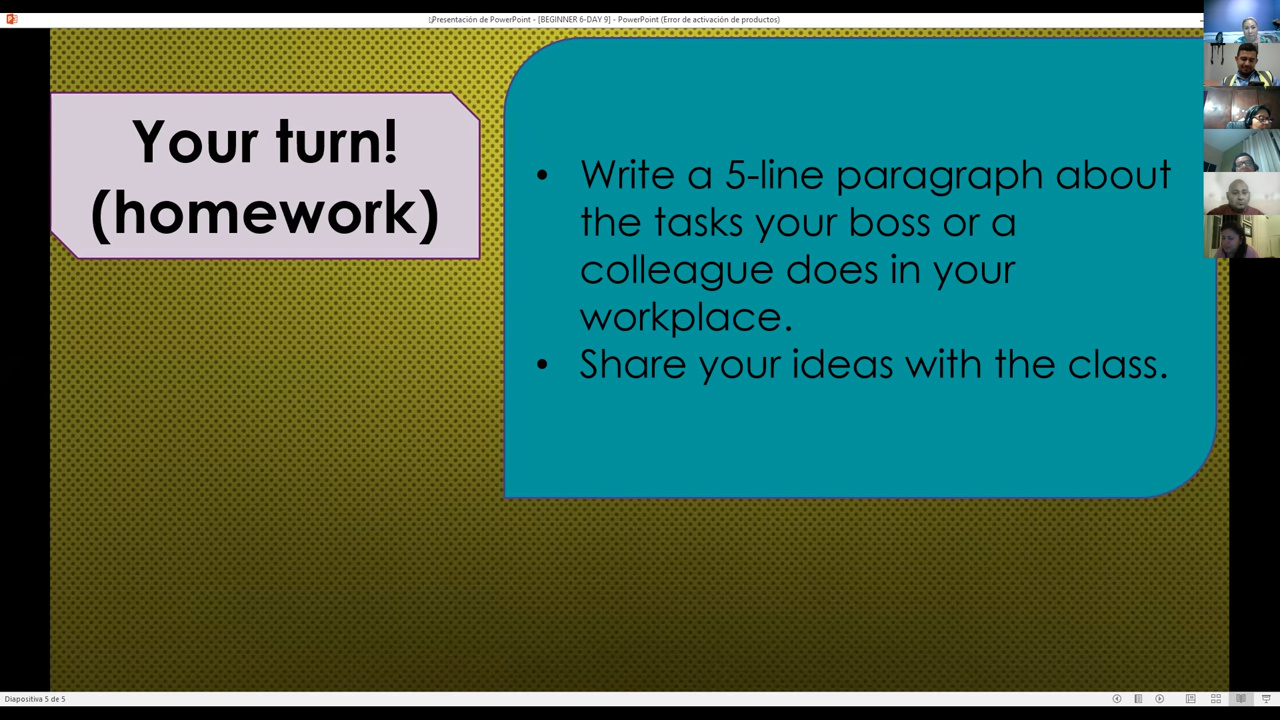 Presentación de PowerPoint - [BEGINNER 6-DAY 9] - PowerPoint (Error de activación de productos)
Your turn!
(homework)
• Write a 5-line paragraph about
the tasks your boss or a
colleague does in your
workplace.
• Share your ideas with the class.
Diapositiva 5 de 5